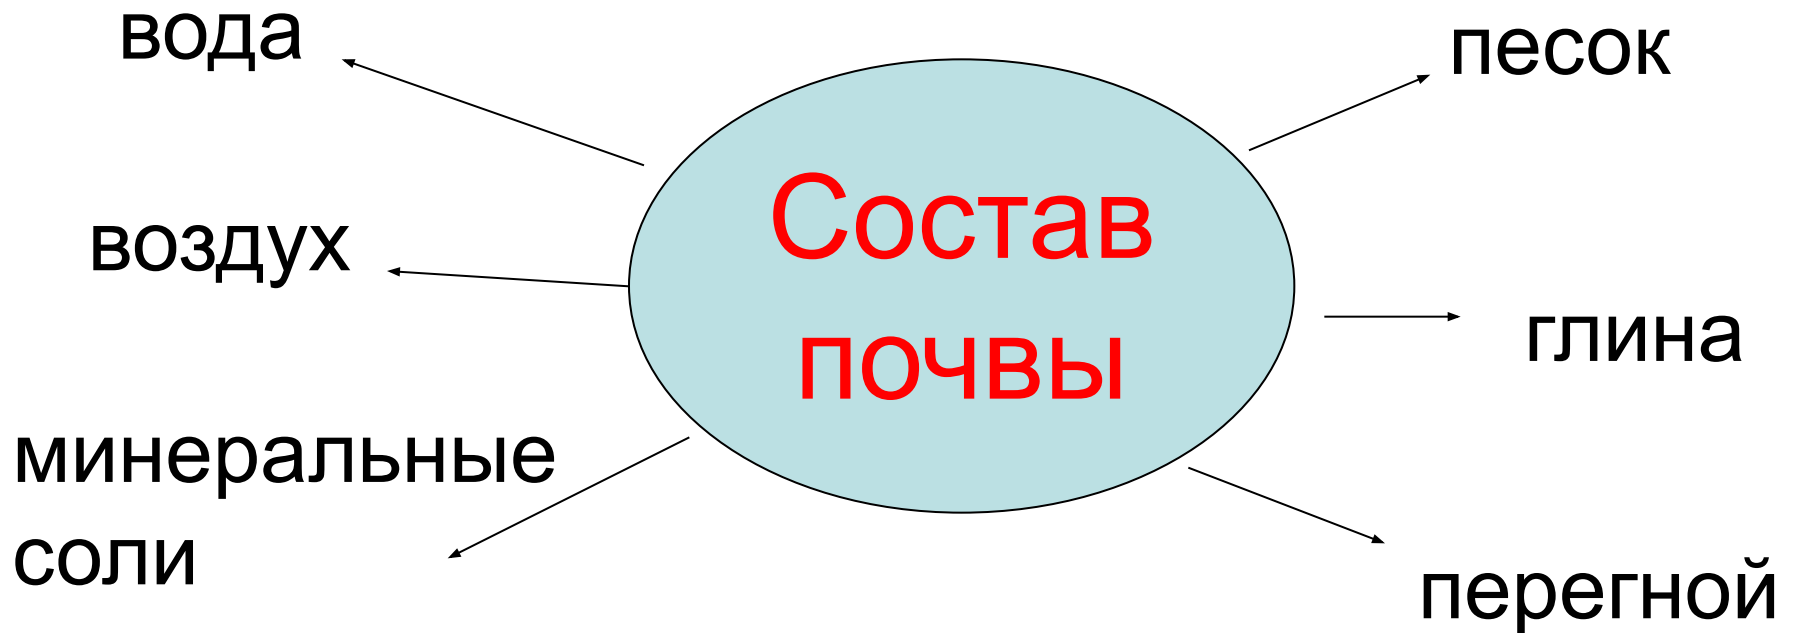 вода
песок
Состав
почвы
воздух
глина
минеральные
соли
перегной